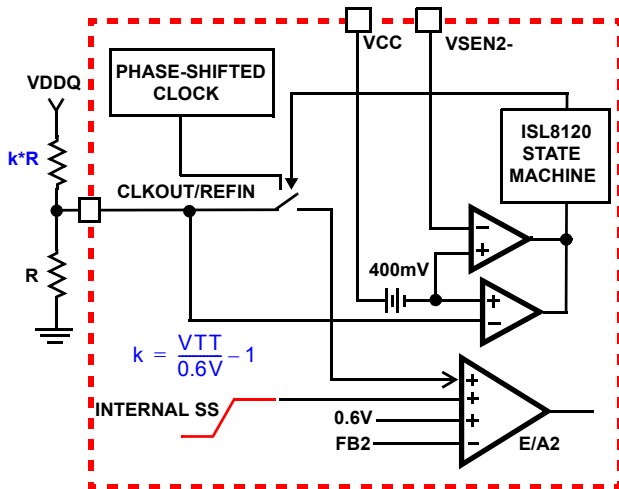 VCC
VSEN2-
PHASE-SHIFTED
CLOCK
VDDQ
ISL8120
STATE
MACHINE
k*R
CLKOUT/REFIN
R
400mV
k = VTT/0.6V – 1
INTERNAL SS
0.6V
FB2
E/A2